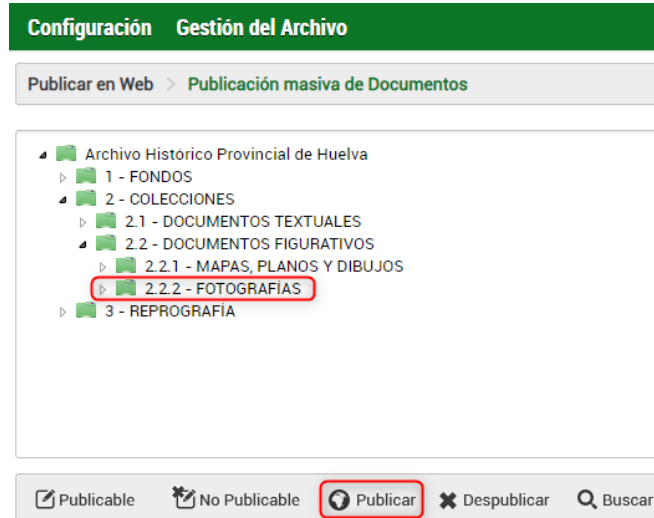 Configuración Gestión del Archivo
Publicar en Web > Publicación masiva de Documentos
Archivo Histórico Provincial de Huelva
1 - FONDOS
2 - COLECCIONES
2.1 - DOCUMENTOS TEXTUALES
2.2 - DOCUMENTOS FIGURATIVOS
2.2.1 - MAPAS, PLANOS Y DIBUJOS
2.2.2 - FOTOGRAFÍAS
3 - REPROGRAFÍA
Publicable No Publicable Publicar Despublicar Buscar